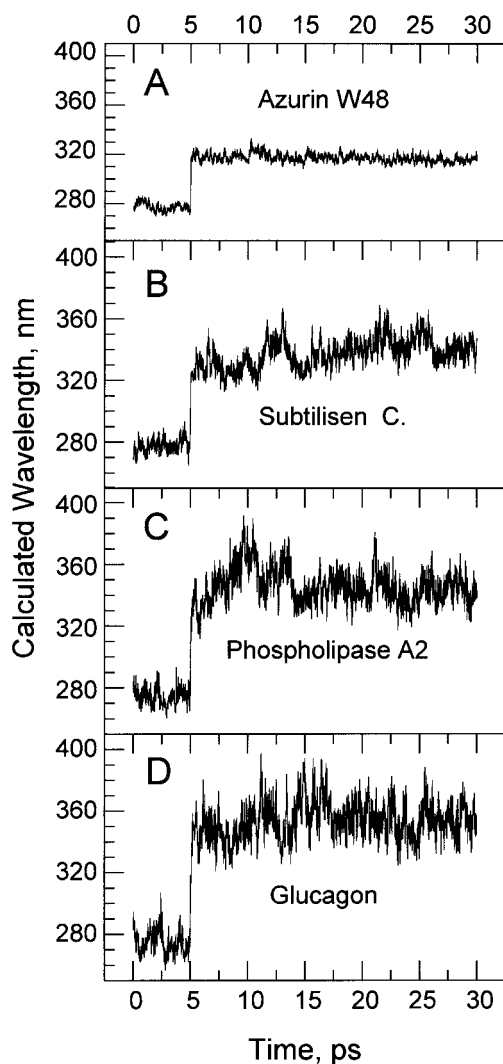 0 5 10 15 20 25 30
400
A
Azurin W48
360
320
280
400
B
360
320
Subtilisen C.
280
400
C
360
320
Phospholipase A2
280
400
D
360
320
Glucagon
280
Calculated Wavelength, nm
0 5 10 15 20 25 30
Time, ps